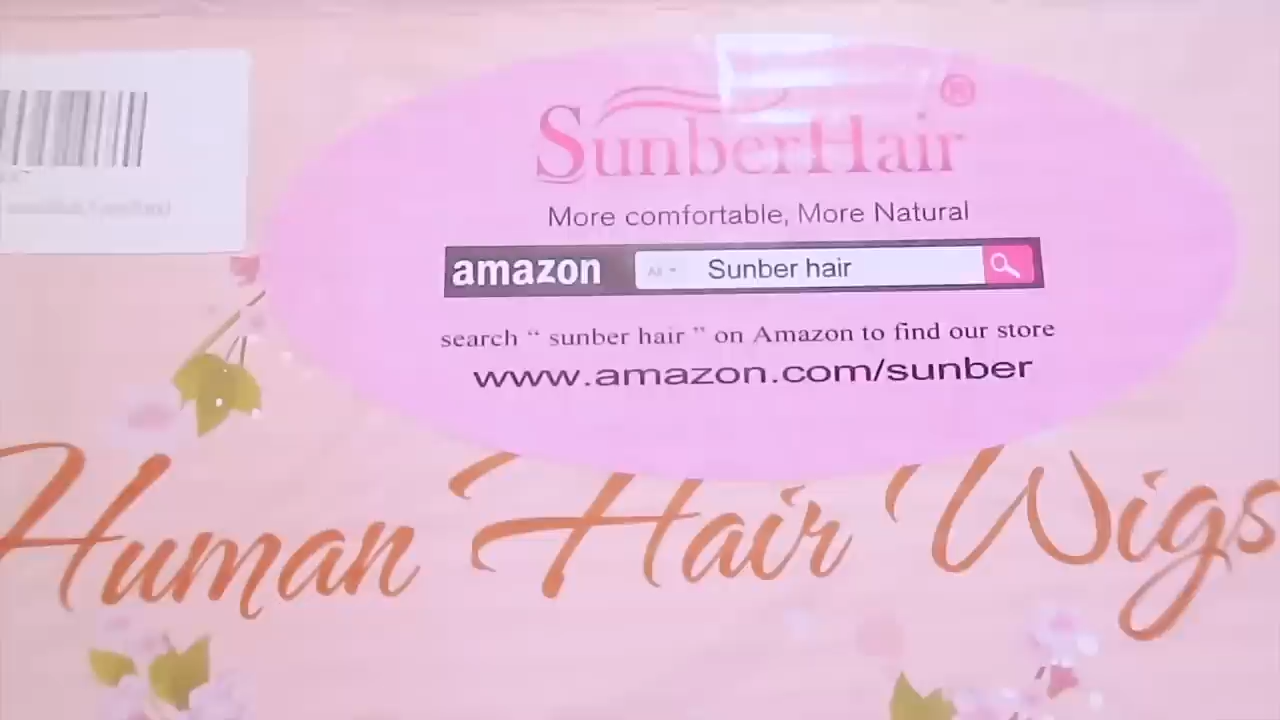 SunberHair®
More comfortable, More Natural
amazon All Sunber hair
search “ sunber hair ” on Amazon to find our store
www.amazon.com/sunber
Human Hair Wigs